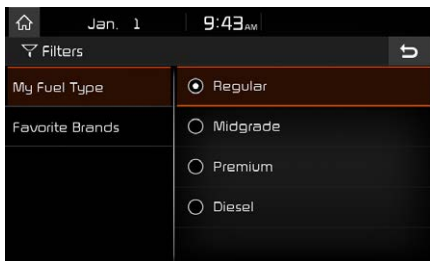 Jan. 1 9:43AM
Filters
My Fuel Type
Favorite Brands
Regular
Midgrade
Premium
Diesel